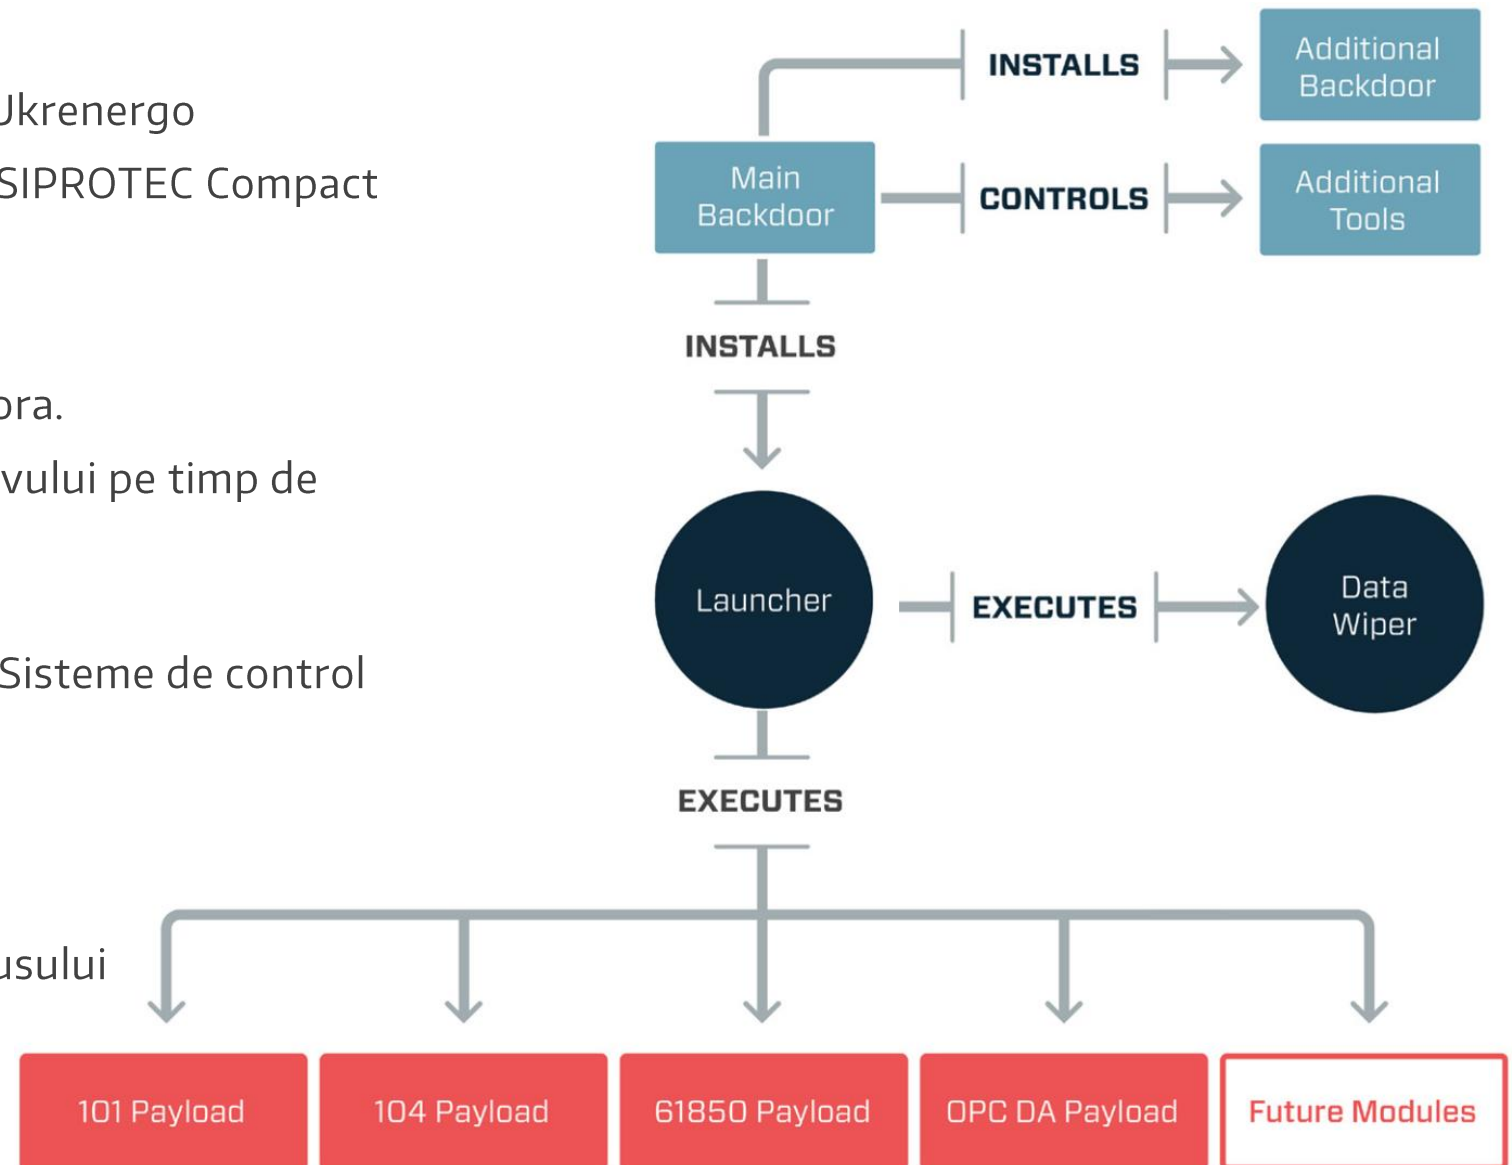 Ukrenergo
SIPROTEC Compact
ora.
vului pe timp de
Sisteme de control
usului
INSTALLS
Additional
Backdoor
Main
Backdoor
CONTROLS
Additional
Tools
INSTALLS
Launcher
EXECUTES
Data
Wiper
EXECUTES
101 Payload
104 Payload
61850 Payload
OPC DA Payload
Future Modules